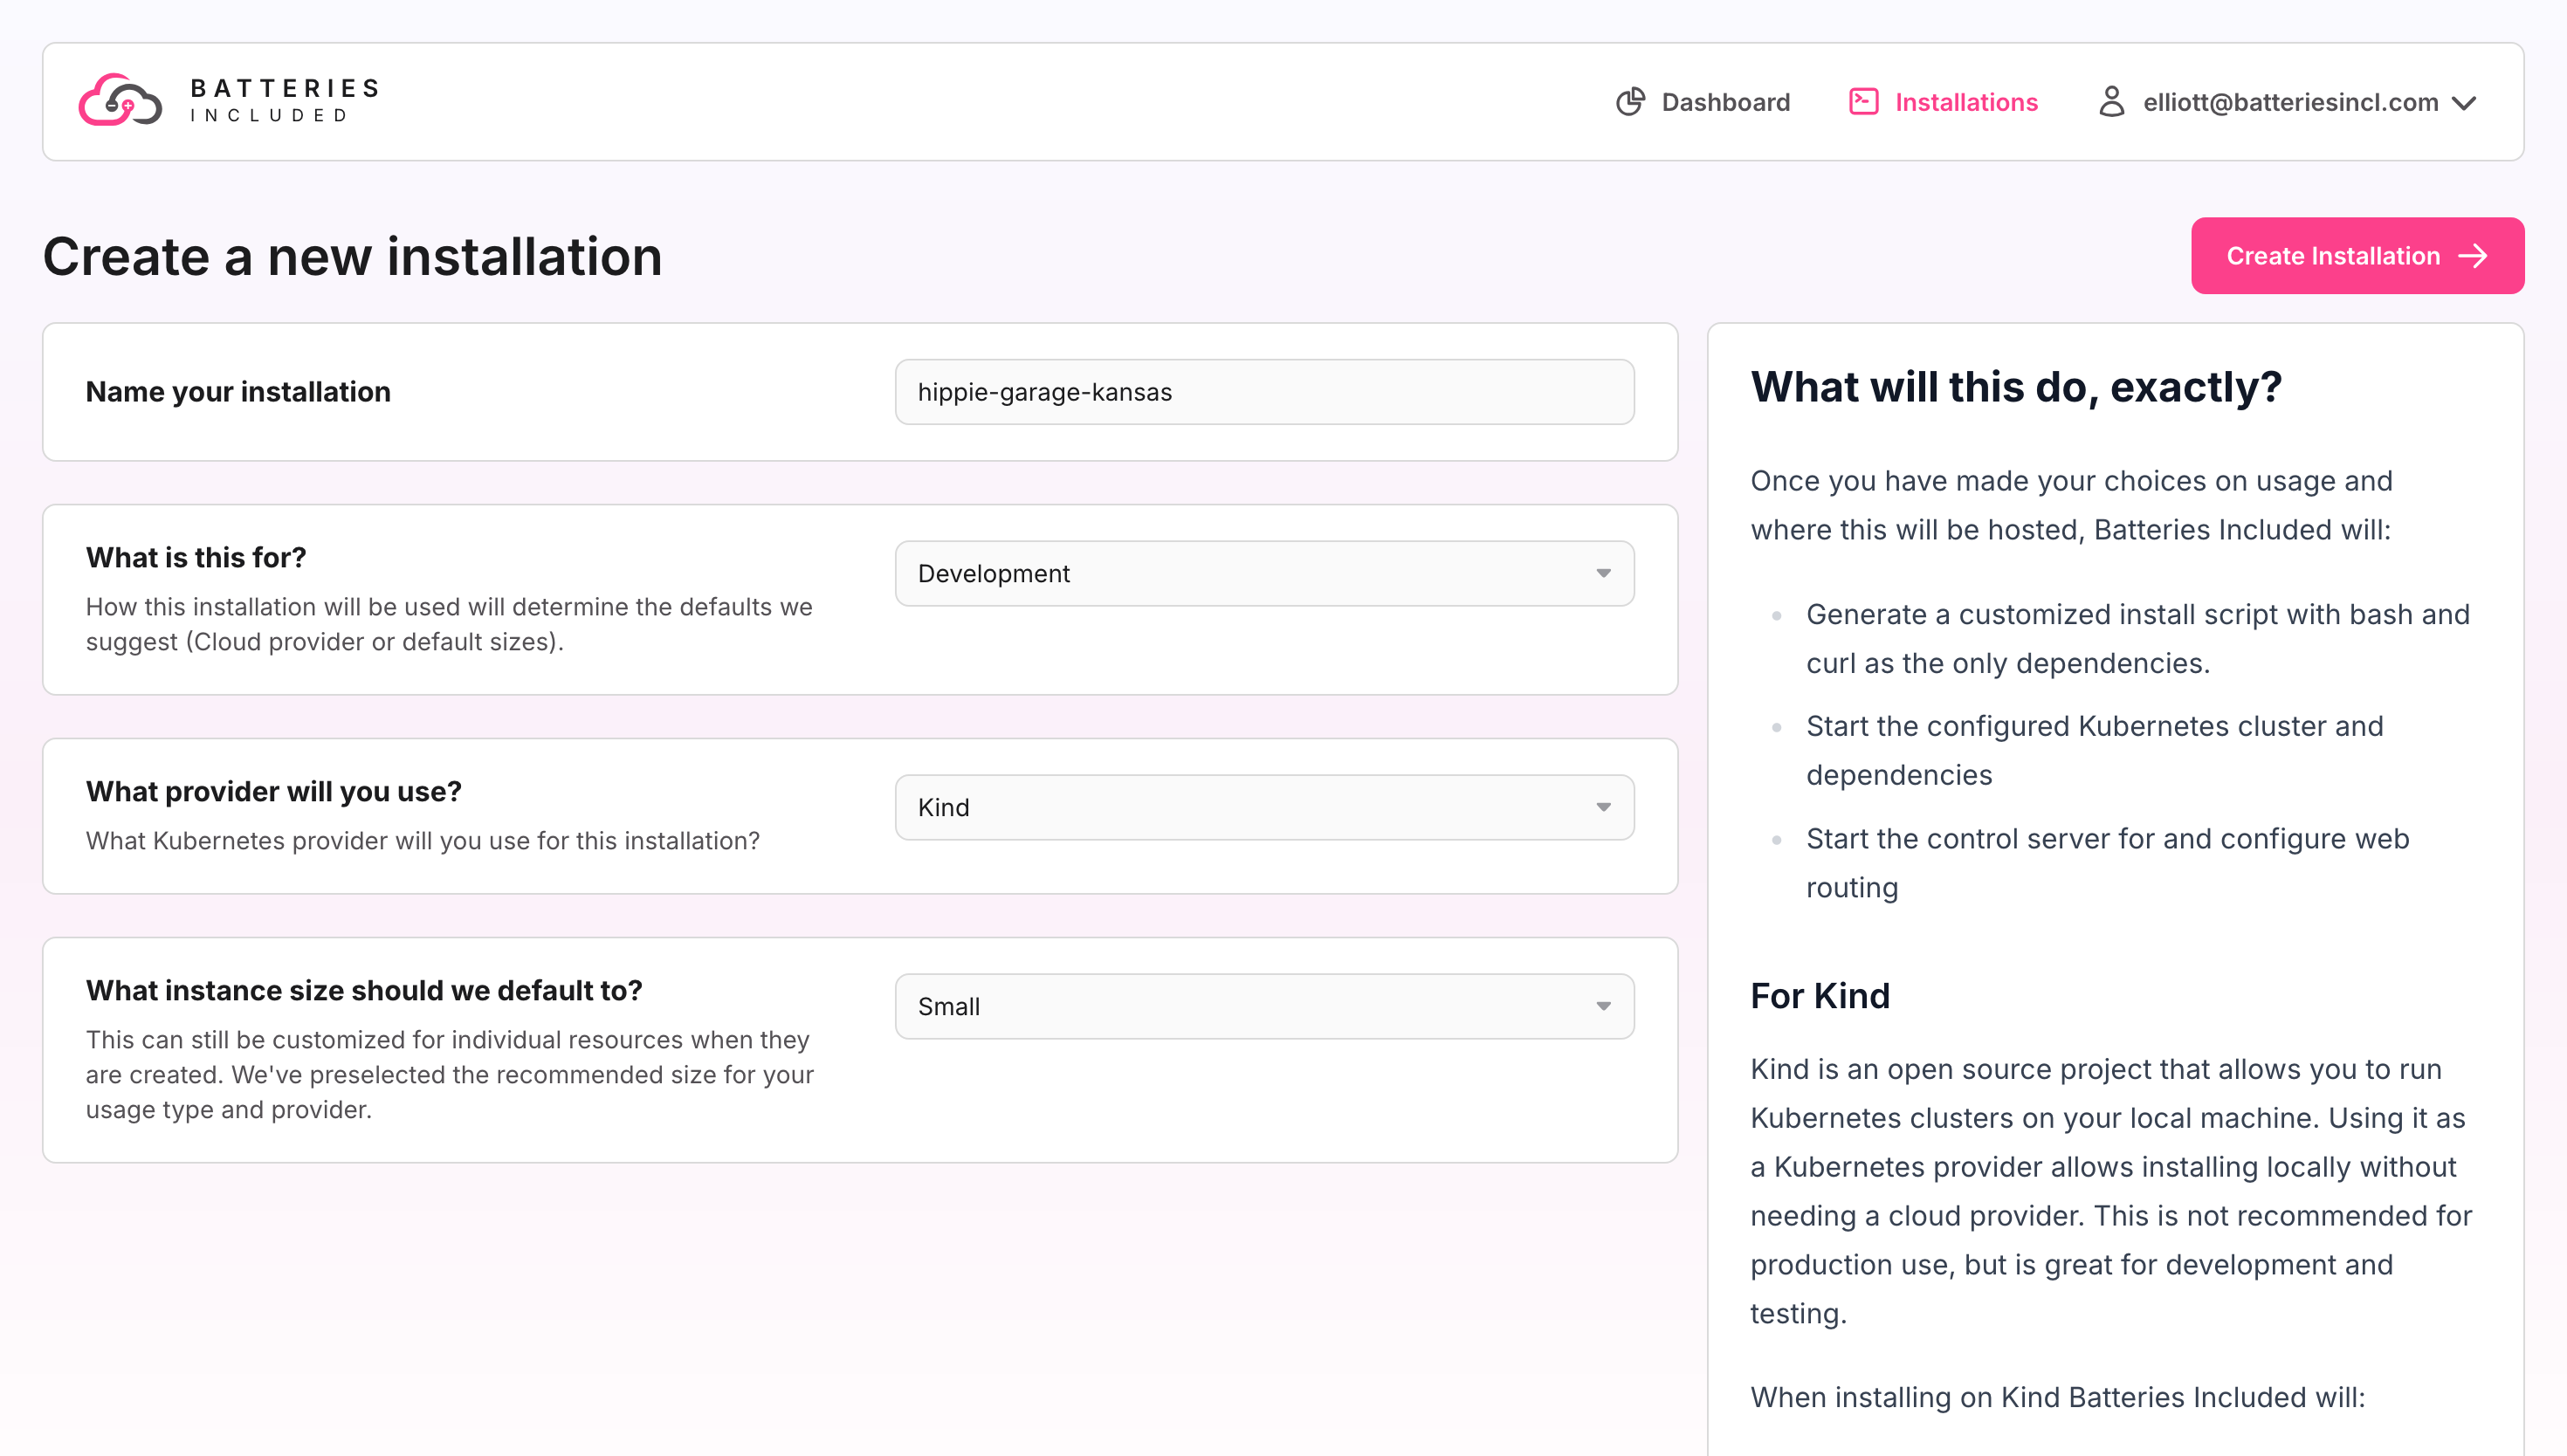 BATTERIES
INCLUDED
Dashboard
Installations
elliott@batteriesincl.com
Create a new installation
Create Installation
Name your installation
hippie-garage-kansas
What is this for?
How this installation will be used will determine the defaults we
suggest (Cloud provider or default sizes).
Development
What provider will you use?
What Kubernetes provider will you use for this installation?
Kind
What instance size should we default to?
This can still be customized for individual resources when they
are created. We've preselected the recommended size for your
usage type and provider.
Small
What will this do, exactly?
Once you have made your choices on usage and
where this will be hosted, Batteries Included will:
Generate a customized install script with bash and
curl as the only dependencies.
Start the configured Kubernetes cluster and
dependencies
Start the control server for and configure web
routing
For Kind
Kind is an open source project that allows you to run
Kubernetes clusters on your local machine. Using it as
a Kubernetes provider allows installing locally without
needing a cloud provider. This is not recommended for
production use, but is great for development and
testing.
When installing on Kind Batteries Included will: